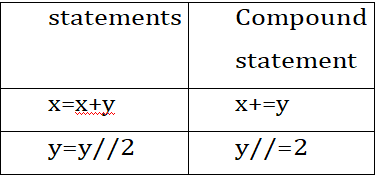 statements Compound
statement
x=x+y x+=y
y=y//2 y//=2